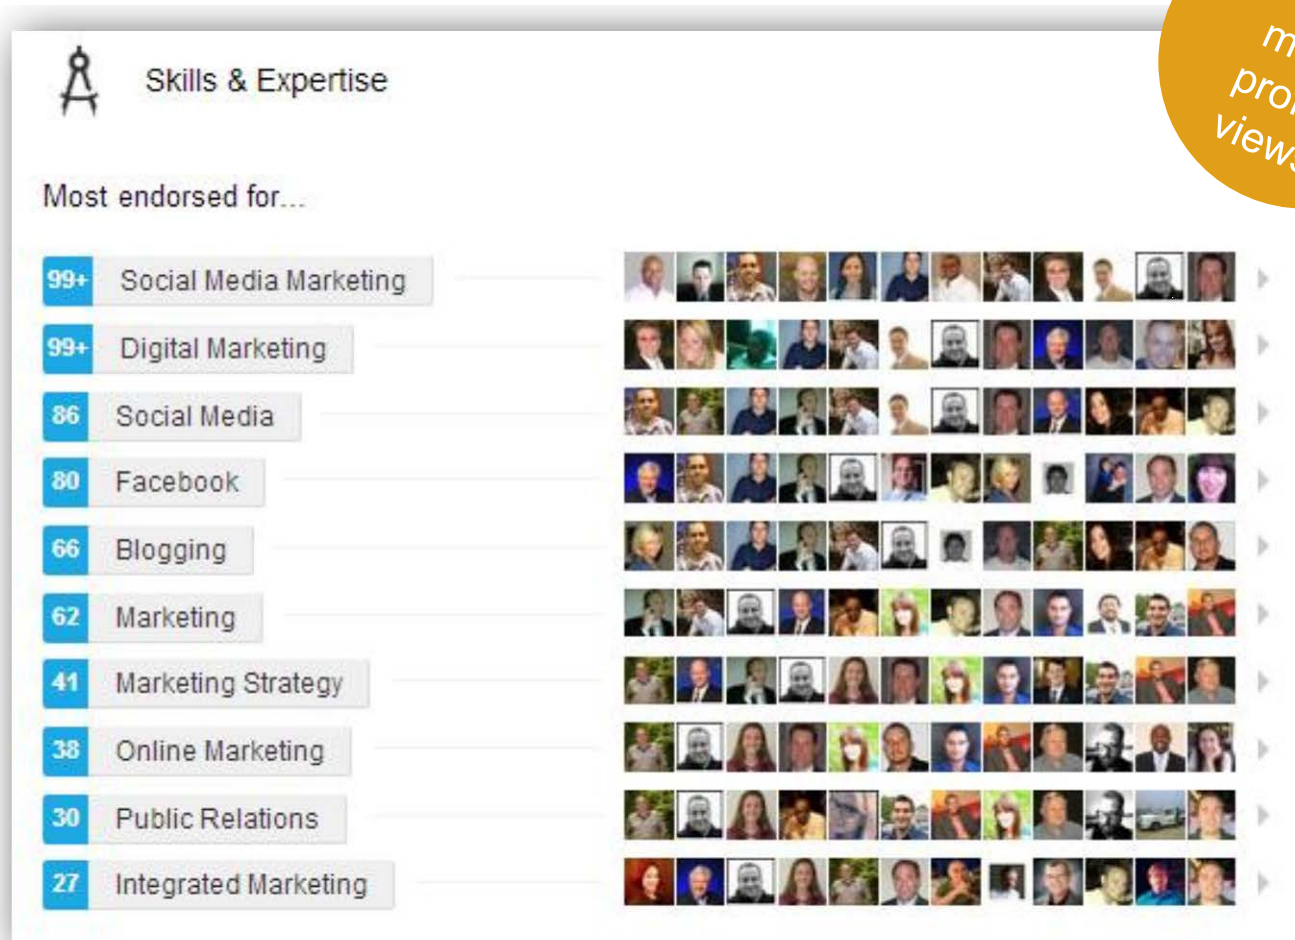 Skills & Expertise
views
Most endorsed for...
99+ Social Media Marketing
99+ Digital Marketing
86 Social Media
80 Facebook
66 Blogging
62 Marketing
41 Marketing Strategy
38 Online Marketing
30 Public Relations
27 Integrated Marketing